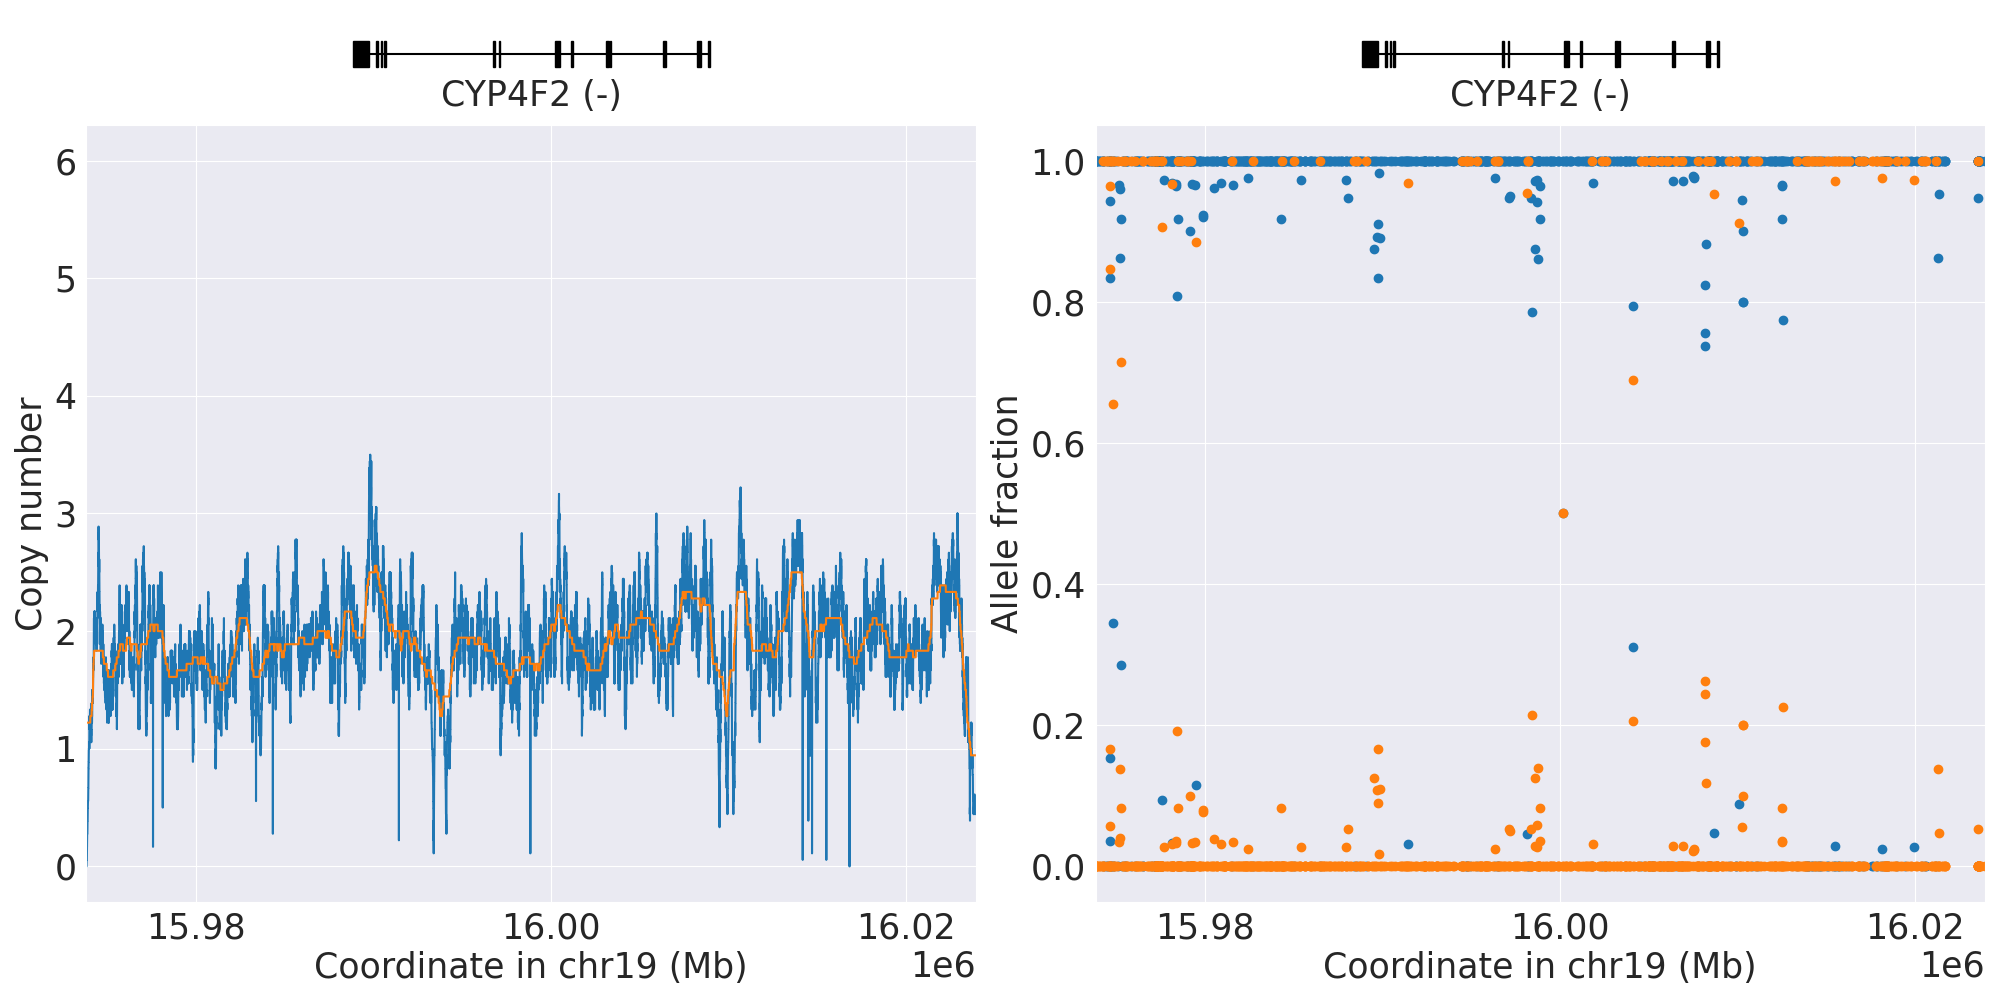 CYP4F2 (-)
6
5
4
3
2
1
0
Copy number
15.98
16.00
16.02
Coordinate in chr19 (Mb)
1e6
CYP4F2 (-)
1.0
0.8
0.6
0.4
0.2
0.0
Allele fraction
15.98
16.00
16.02
Coordinate in chr19 (Mb)
1e6